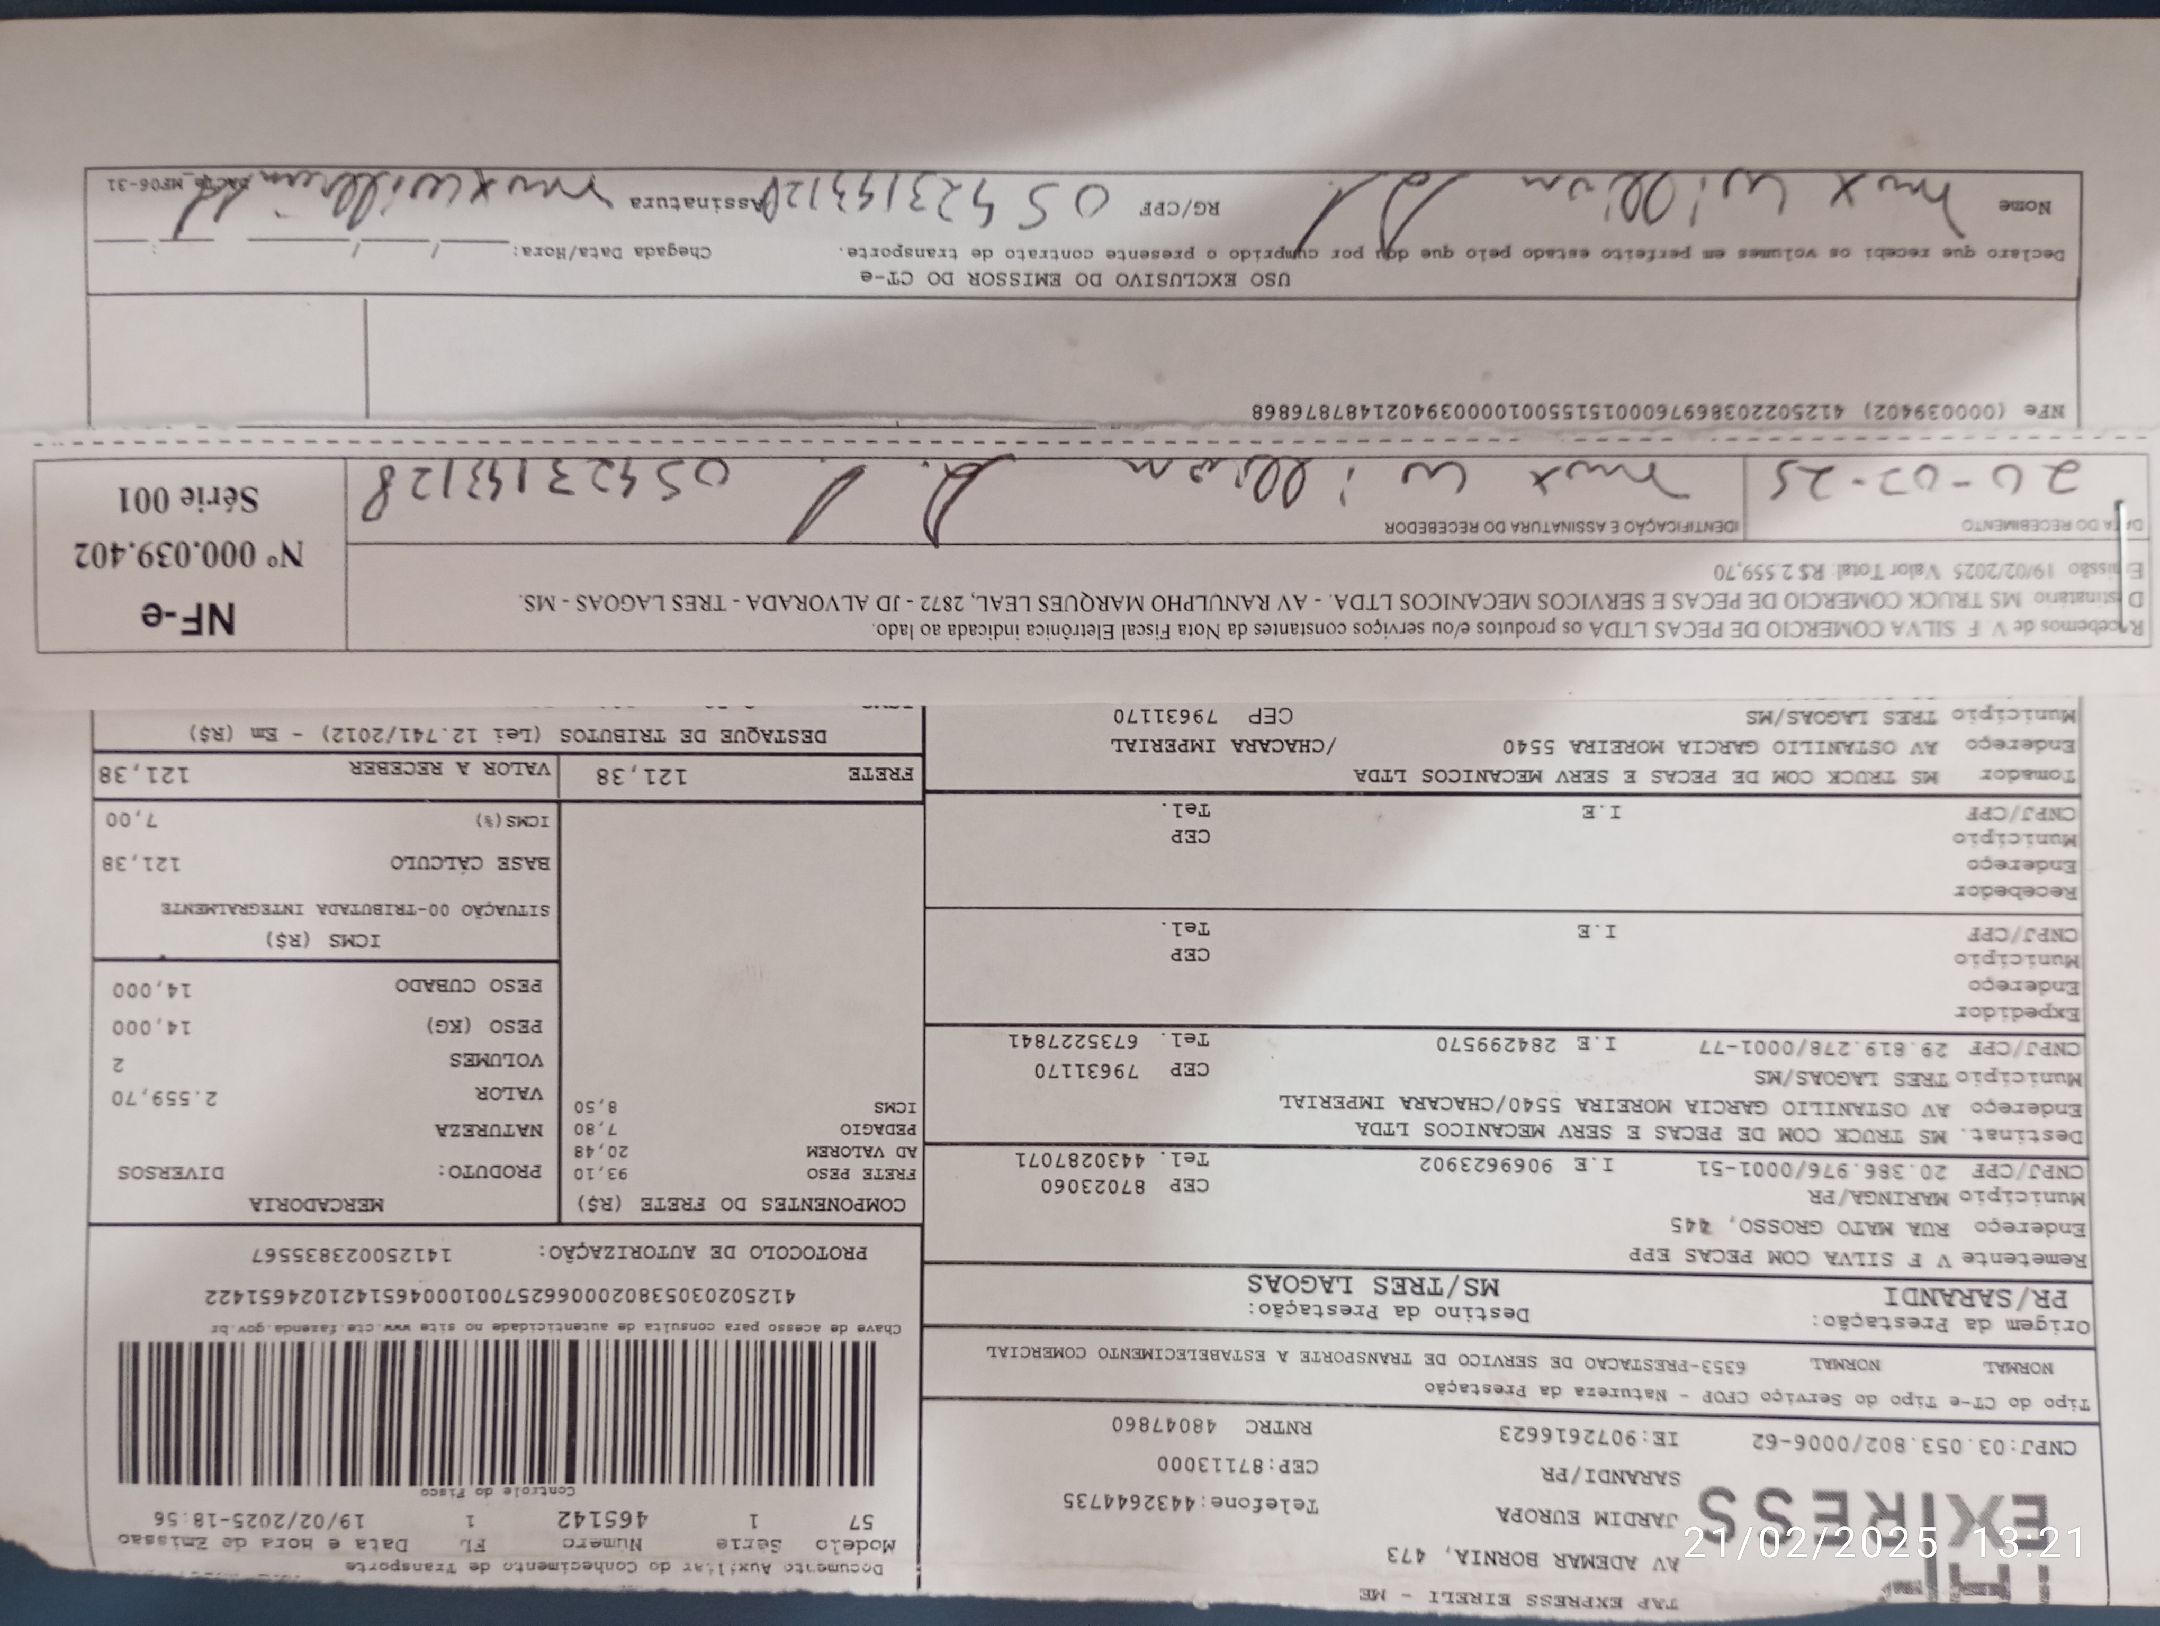 TAP EXPRESS EIRELI - ME
AV ADEMAR BORNIA, 473
JARDIM EUROPA
Telefone:4432644735
SARANDI/PR
CEP:87113000
CNPJ:03.053.802/0006-62 IE:9072616623 RNTRC 48047860
Documento Auxiliar do Conhecimento de Transporte
Modelo Série Número FL Data e Hora de Emissão
57 1 465142 1 19/02/2025-18:56
Controle do Fisco
Chave de acesso para consulta de autenticidade no site www.cte.fazenda.gov.br
41250203053802000662570010004651421024651422
PROTOCOLO DE AUTORIZAÇÃO: 141250023835567
Tipo do CT-e Tipo do Serviço CFOP - Natureza da Prestação
NORMAL NORMAL 6353-PRESTACAO DE SERVICO DE TRANSPORTE A ESTABELECIMENTO COMERCIAL
Origem da Prestação: Destino da Prestação:
PR/SARANDI MS/TRES LAGOAS
Remetente V F SILVA COM PECAS EPP
Endereço RUA MATO GROSSO, 445
Município MARINGA/PR CEP 87023060
CNPJ/CPF 20.386.976/0001-51 I.E 9069623902 Tel. 4430287071
Destinat. MS TRUCK COM DE PECAS E SERV MECANICOS LTDA
Endereço AV OSTANILIO GARCIA MOREIRA 5540/CHACARA IMPERIAL
Município TRES LAGOAS/MS CEP 79631170
CNPJ/CPF 29.819.278/0001-77 I.E 284299570 Tel. 6735227841
Expedidor
Endereço
Município CEP
CNPJ/CPF I.E Tel.
Recebedor
Endereço
Município CEP
CNPJ/CPF I.E Tel.
Tomador MS TRUCK COM DE PECAS E SERV MECANICOS LTDA
Endereço AV OSTANILIO GARCIA MOREIRA 5540 /CHACARA IMPERIAL
Município TRES LAGOAS/MS CEP 79631170
COMPONENTES DO FRETE (R$)
FRETE PESO 93,10
AD VALOREM 20,48
PEDAGIO 7,80
ICMS 8,50
MERCADORIA
PRODUTO: DIVERSOS
NATUREZA
VALOR 2.559,70
VOLUMES 2
PESO (KG) 14,000
PESO CUBADO 14,000
ICMS (R$)
SITUAÇÃO 00-TRIBUTADA INTEGRALMENTE
BASE CÁLCULO 121,38
ICMS(%) 7,00
FRETE 121,38 VALOR A RECEBER 121,38
DESTAQUE DE TRIBUTOS (Lei 12.741/2012) - Em (R$)
Recebemos de V F SILVA COMERCIO DE PECAS LTDA os produtos e/ou serviços constantes da Nota Fiscal Eletrônica indicada ao lado.
Destinatário MS TRUCK COMERCIO DE PECAS E SERVICOS MECANICOS LTDA. - AV RANULPHO MARQUES LEAL, 2872 - JD ALVORADA - TRES LAGOAS - MS.
Emissão 19/02/2025 Valor Total R$ 2.559,70
DATA DO RECEBIMENTO
IDENTIFICAÇÃO E ASSINATURA DO RECEBEDOR
max william 05423193128
NF-e
Nº 000.039.402
Série 001
NFe (000039402) 41250220386976000151550010000394021487876868
USO EXCLUSIVO DO EMISSOR DO CT-e
Declaro que recebi os volumes em perfeito estado pelo que dou por cumprido o presente contrato de transporte. Chegada Data/Hora:
Nome max william RG/CPF 05423193128 Assinatura max william
DACTE_MF06-31
21/02/2025 13:21